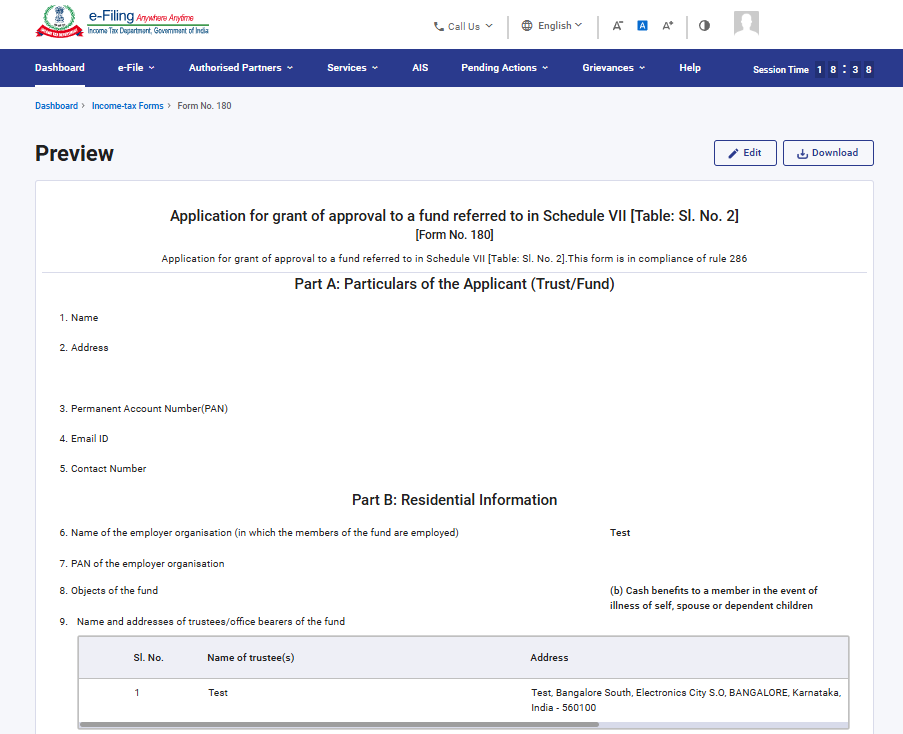 e-Filing Anywhere Anytime
Income Tax Department, Government of India
Call Us
English
A-
A
A+
Dashboard
e-File
Authorised Partners
Services
AIS
Pending Actions
Grievances
Help
Session Time 1 8 : 3 8
Dashboard > Income-tax Forms > Form No. 180
Preview
Edit
Download
Application for grant of approval to a fund referred to in Schedule VII [Table: Sl. No. 2]
[Form No. 180]
Application for grant of approval to a fund referred to in Schedule VII [Table: Sl. No. 2].This form is in compliance of rule 286
Part A: Particulars of the Applicant (Trust/Fund)
1. Name
2. Address
3. Permanent Account Number(PAN)
4. Email ID
5. Contact Number
Part B: Residential Information
6. Name of the employer organisation (in which the members of the fund are employed) Test
7. PAN of the employer organisation
8. Objects of the fund (b) Cash benefits to a member in the event of
illness of self, spouse or dependent children
9. Name and addresses of trustees/office bearers of the fund
Sl. No. Name of trustee(s) Address
1 Test Test, Bangalore South, Electronics City S.O, BANGALORE, Karnataka,
India - 560100